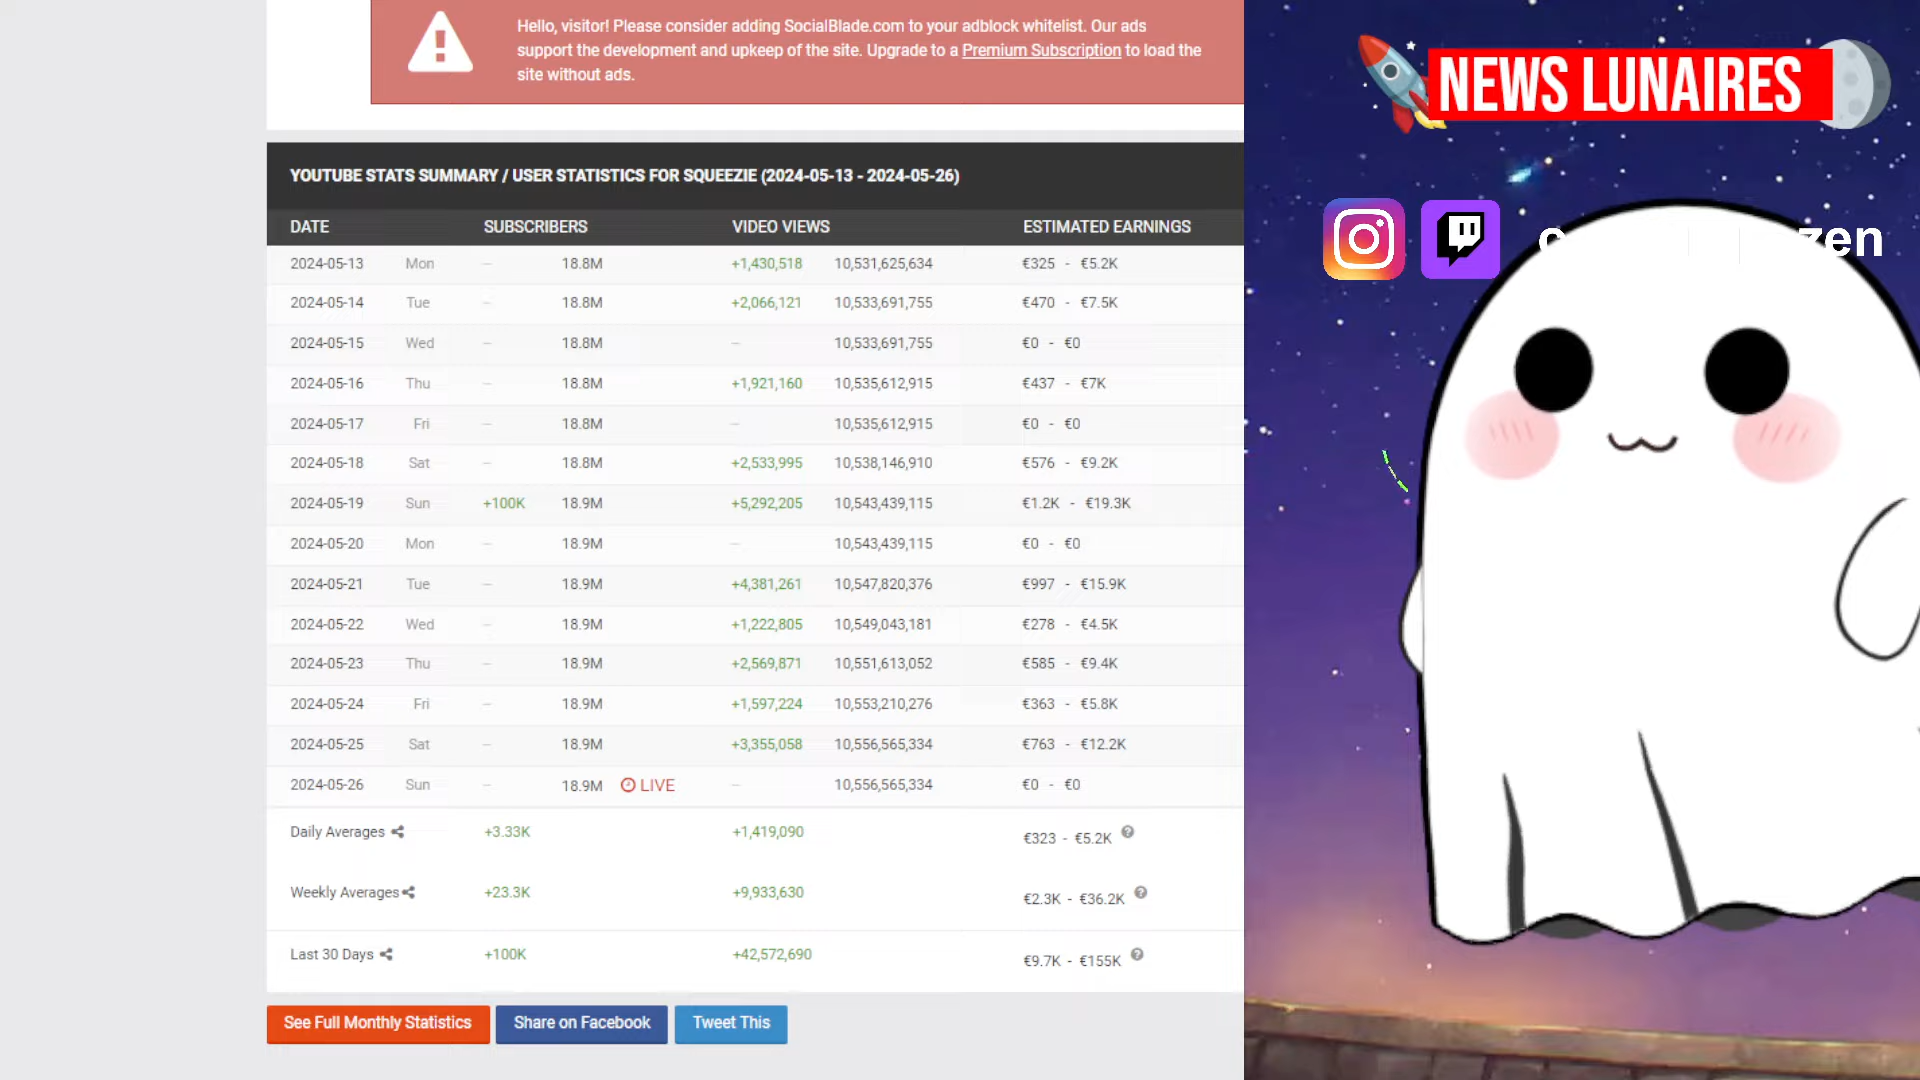 Hello, visitor! Please consider adding SocialBlade.com to your adblock whitelist. Our ads
support the development and upkeep of the site. Upgrade to a Premium Subscription to load the
site without ads.
NEWS LUNAIRES
YOUTUBE STATS SUMMARY / USER STATISTICS FOR SQUEEZIE (2024-05-13 - 2024-05-26)
DATE SUBSCRIBERS VIDEO VIEWS ESTIMATED EARNINGS
2024-05-13 Mon -- 18.8M +1,430,518 10,531,625,634 €325 - €5.2K
2024-05-14 Tue -- 18.8M +2,066,121 10,533,691,755 €470 - €7.5K
2024-05-15 Wed -- 18.8M -- 10,533,691,755 €0 - €0
2024-05-16 Thu -- 18.8M +1,921,160 10,535,612,915 €437 - €7K
2024-05-17 Fri -- 18.8M -- 10,535,612,915 €0 - €0
2024-05-18 Sat -- 18.8M +2,533,995 10,538,146,910 €576 - €9.2K
2024-05-19 Sun +100K 18.9M +5,292,205 10,543,439,115 €1.2K - €19.3K
2024-05-20 Mon -- 18.9M -- 10,543,439,115 €0 - €0
2024-05-21 Tue -- 18.9M +4,381,261 10,547,820,376 €997 - €15.9K
2024-05-22 Wed -- 18.9M +1,222,805 10,549,043,181 €278 - €4.5K
2024-05-23 Thu -- 18.9M +2,569,871 10,551,613,052 €585 - €9.4K
2024-05-24 Fri -- 18.9M +1,597,224 10,553,210,276 €363 - €5.8K
2024-05-25 Sat -- 18.9M +3,355,058 10,556,565,334 €763 - €12.2K
2024-05-26 Sun -- 18.9M LIVE -- 10,556,565,334 €0 - €0
Daily Averages +3.33K +1,419,090 €323 - €5.2K
Weekly Averages +23.3K +9,933,630 €2.3K - €36.2K
Last 30 Days +100K +42,572,690 €9.7K - €155K
See Full Monthly Statistics Share on Facebook Tweet This